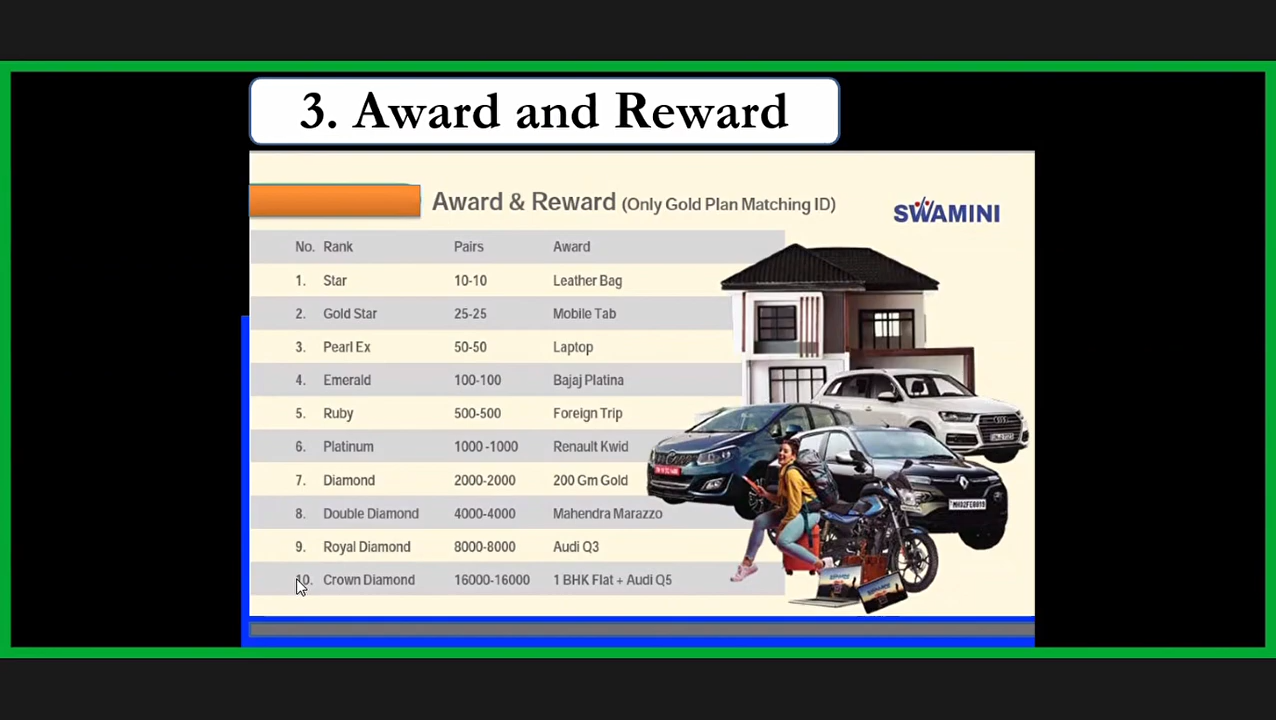 3. Award and Reward
Award & Reward (Only Gold Plan Matching ID)
SWAMINI
No. Rank Pairs Award
1. Star 10-10 Leather Bag
2. Gold Star 25-25 Mobile Tab
3. Pearl Ex 50-50 Laptop
4. Emerald 100-100 Bajaj Platina
5. Ruby 500-500 Foreign Trip
6. Platinum 1000-1000 Renault Kwid
7. Diamond 2000-2000 200 Gm Gold
8. Double Diamond 4000-4000 Mahendra Marazzo
9. Royal Diamond 8000-8000 Audi Q3
10. Crown Diamond 16000-16000 1 BHK Flat + Audi Q5